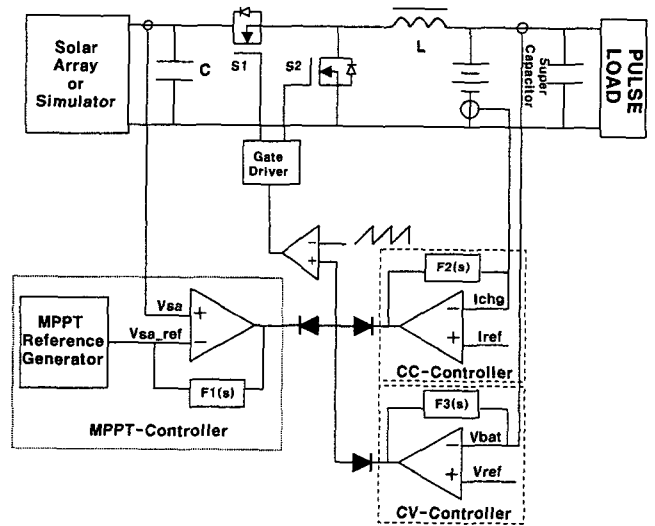 Solar
Array
or
Simulator
C
S1
S2
L
Super
Capacitor
PULSE
LOAD
Gate
Driver
−
+
MPPT
Reference
Generator
Vsa
+
Vsa_ref
−
F1(s)
MPPT-Controller
F2(s)
Ichg
−
+
Iref
CC-Controller
F3(s)
Vbat
−
+
Vref
CV-Controller